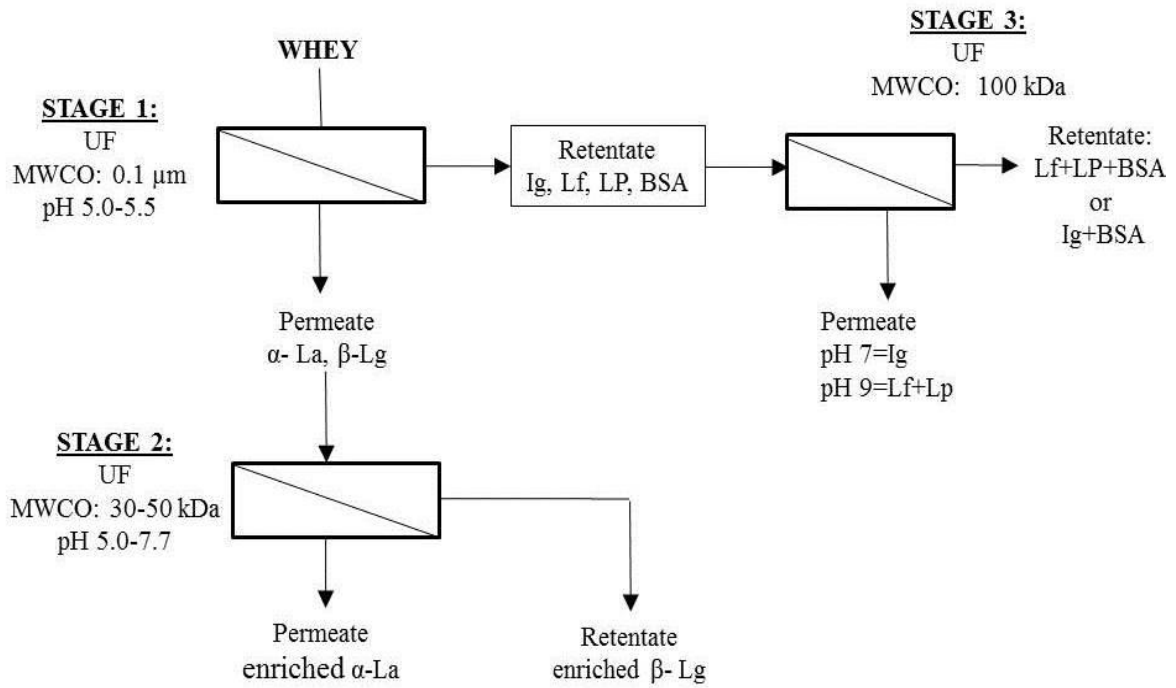 WHEY
STAGE 1:
UF
MWCO: 0.1 µm
pH 5.0-5.5
Retentate
Ig, Lf, LP, BSA
STAGE 3:
UF
MWCO: 100 kDa
Retentate:
Lf+LP+BSA
or
Ig+BSA
Permeate
α- La, β-Lg
Permeate
pH 7=Ig
pH 9=Lf+Lp
STAGE 2:
UF
MWCO: 30-50 kDa
pH 5.0-7.7
Permeate
enriched α-La
Retentate
enriched β- Lg